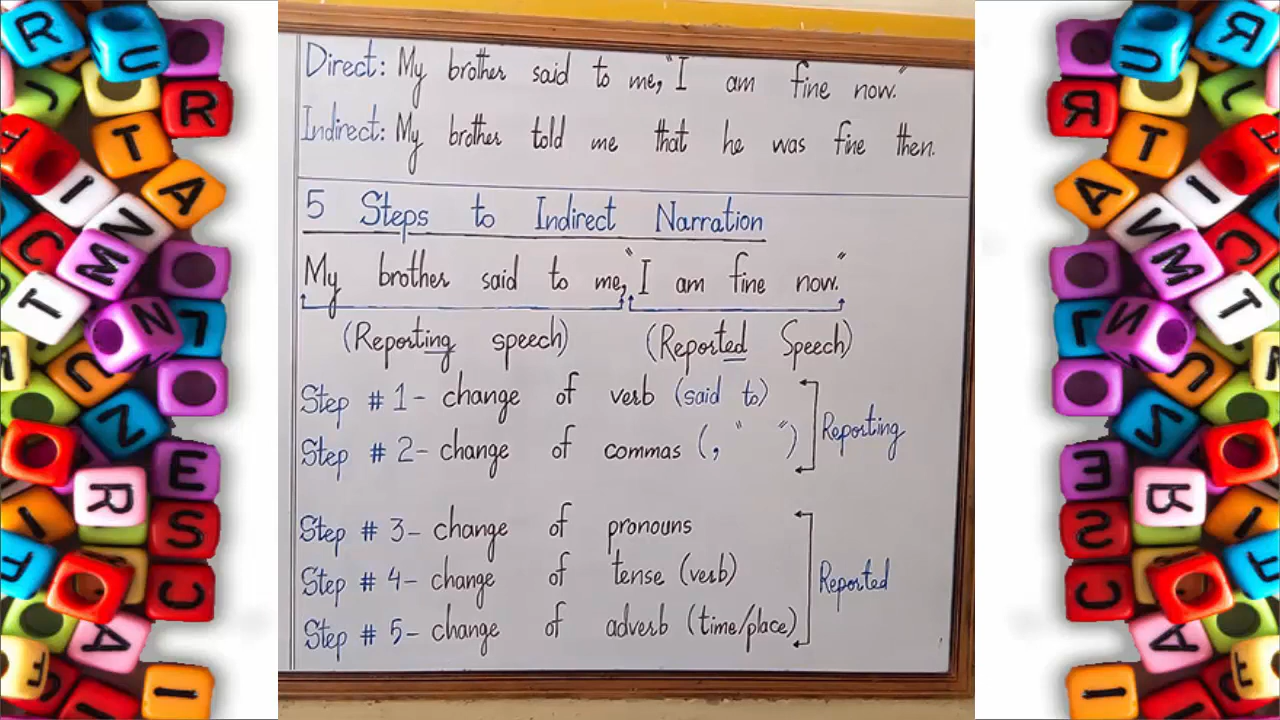 Direct: My brother said to me, "I am fine now."
Indirect: My brother told me that he was fine then.
5 Steps to Indirect Narration
My brother said to me, "I am fine now."
(Reporting speech) (Reported Speech)
Step # 1- change of verb (said to)
Step # 2- change of commas (, " ")
Reporting
Step # 3- change of pronouns
Step # 4- change of tense (verb)
Step # 5- change of adverb (time/place)
Reported